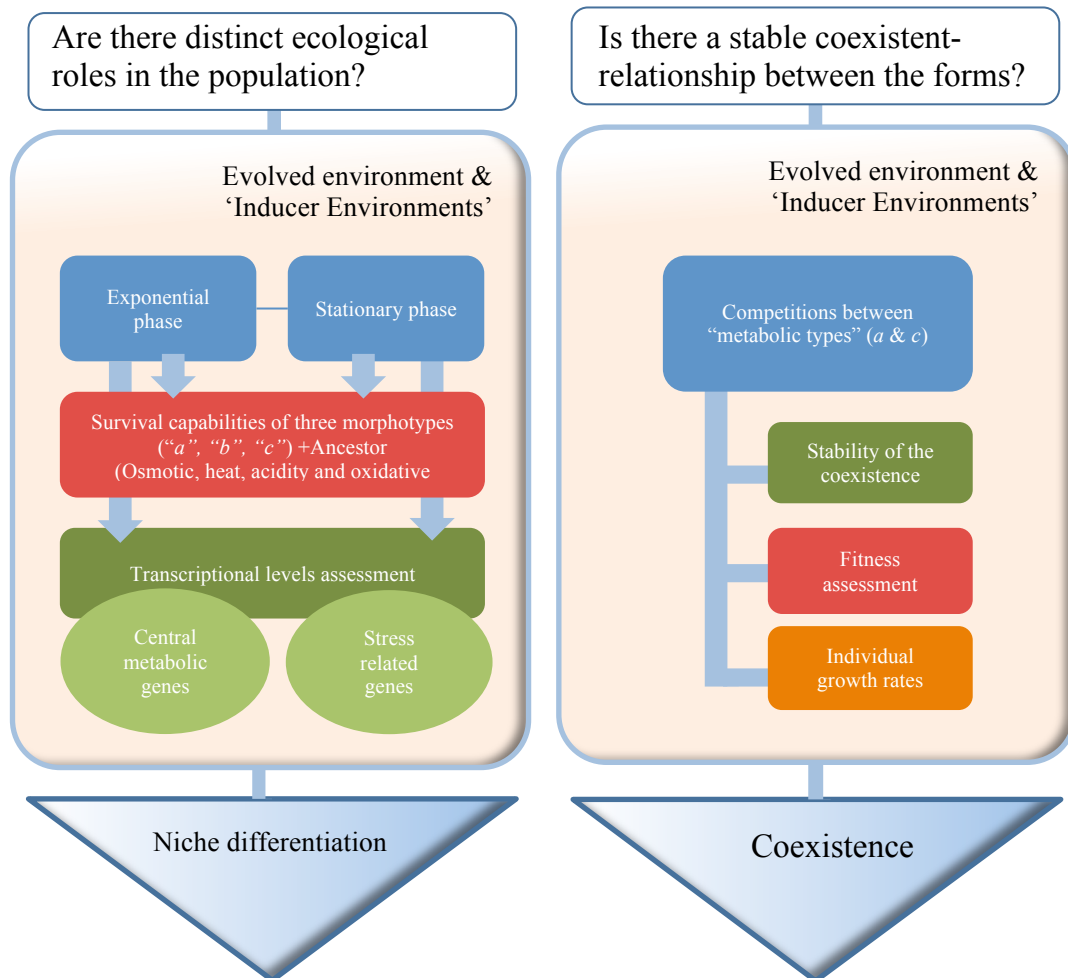 Are there distinct ecological
roles in the population?
Evolved environment &
‘Inducer Environments’
Exponential
phase
Stationary phase
Survival capabilities of three morphotypes
(“a”, “b”, “c”) +Ancestor
(Osmotic, heat, acidity and oxidative
Transcriptional levels assessment
Central
metabolic
genes
Stress
related
genes
Niche differentiation
Is there a stable coexistent-
relationship between the forms?
Evolved environment &
‘Inducer Environments’
Competitions between
“metabolic types” (a & c)
Stability of the
coexistence
Fitness
assessment
Individual
growth rates
Coexistence